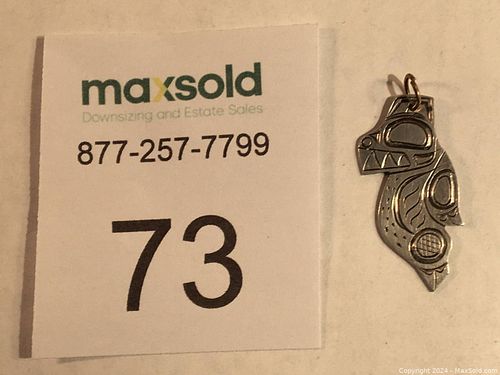 maxsold
Downsizing and Estate Sales
877-257-7799
73
Copyright 2024 - MaxSold.com